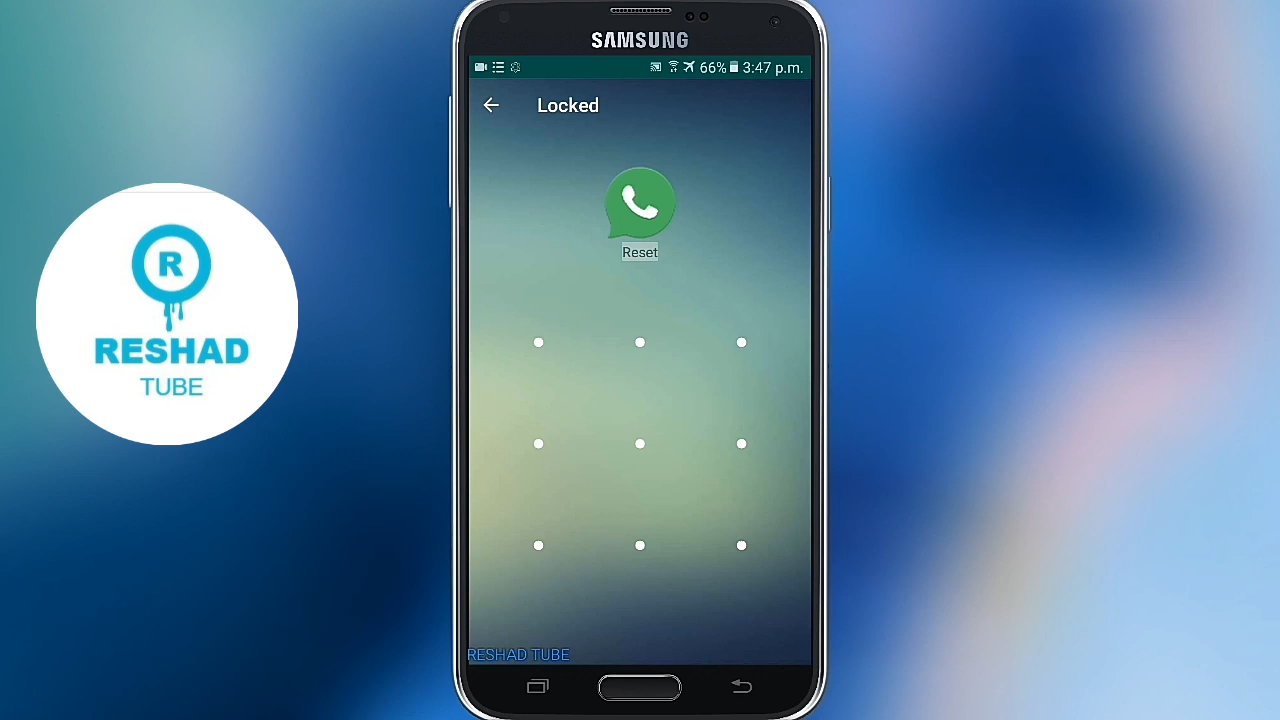 SAMSUNG
66% 3:47 p.m.
Locked
Reset
R
RESHAD
TUBE
RESHAD TUBE